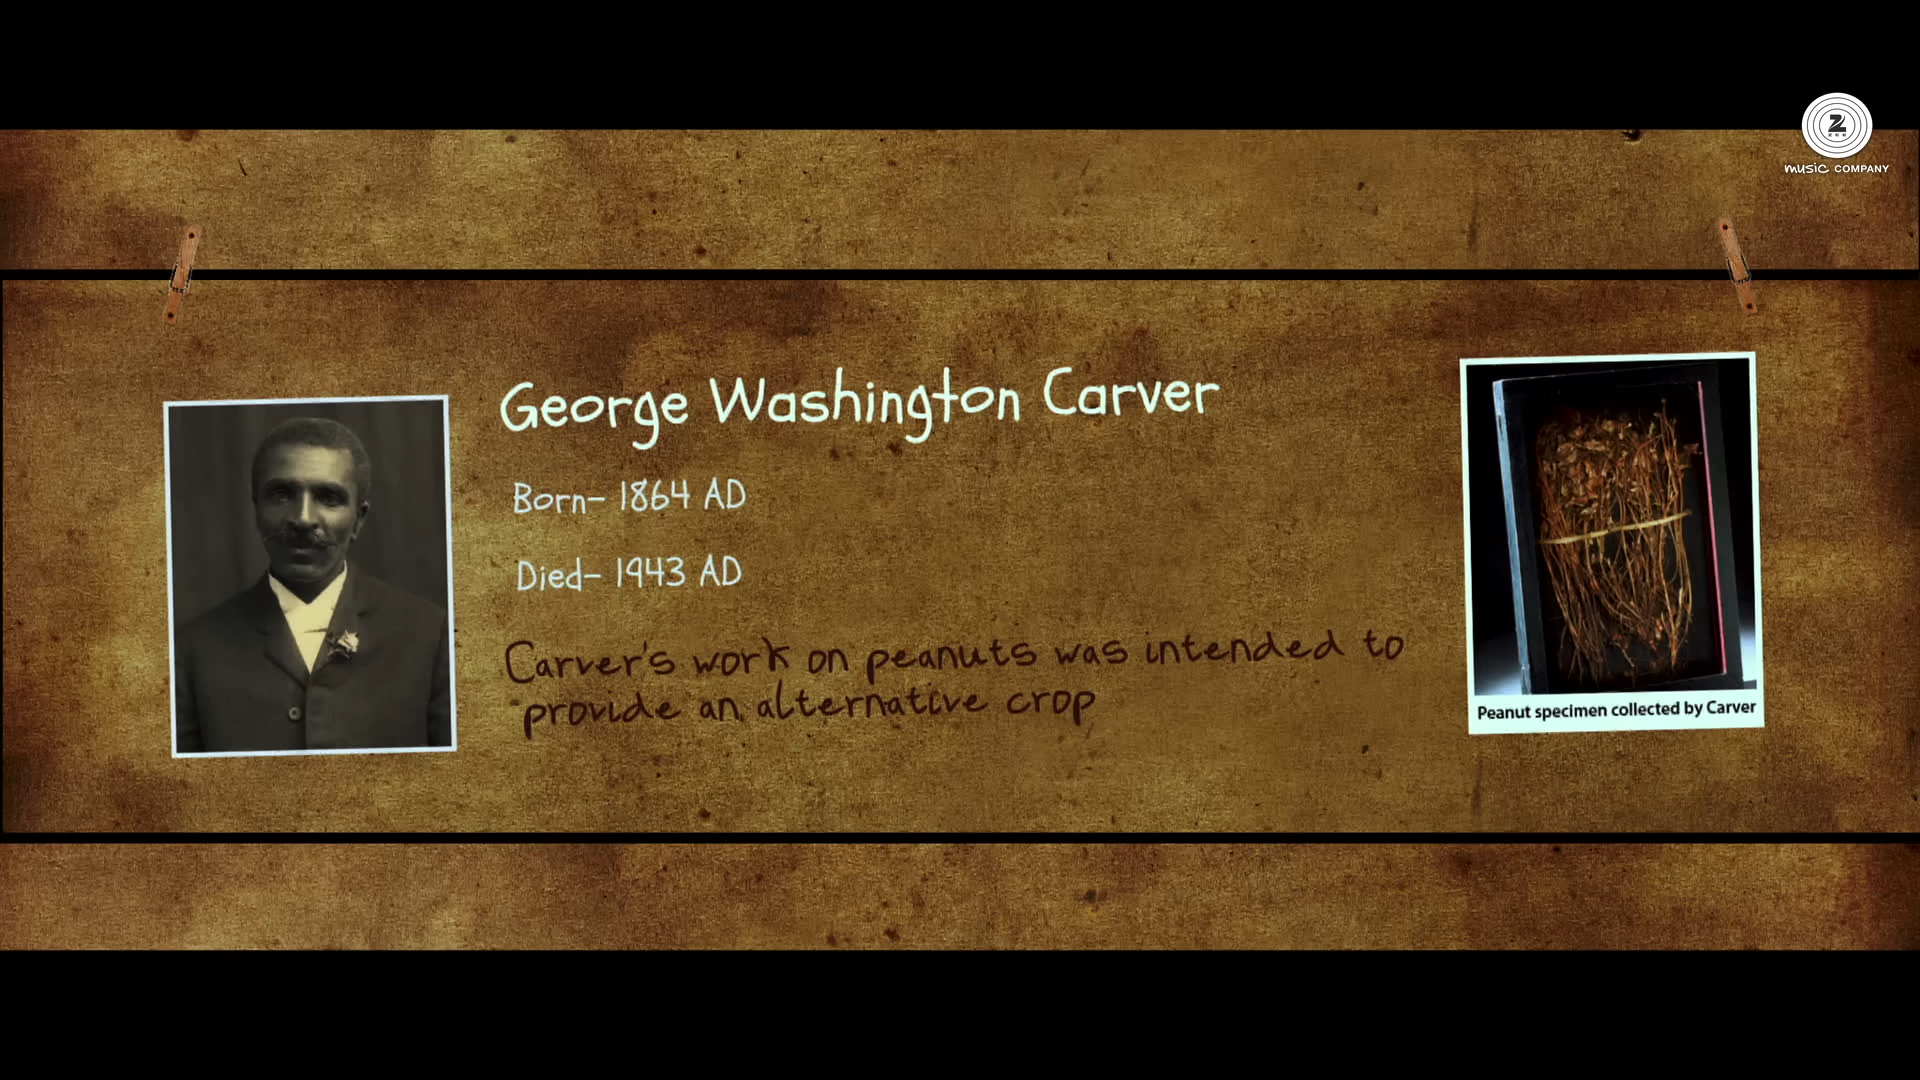 Z
ZEE
music COMPANY
George Washington Carver
Born- 1864 AD
Died- 1943 AD
Carver's work on peanuts was intended to
provide an alternative crop
Peanut specimen collected by Carver